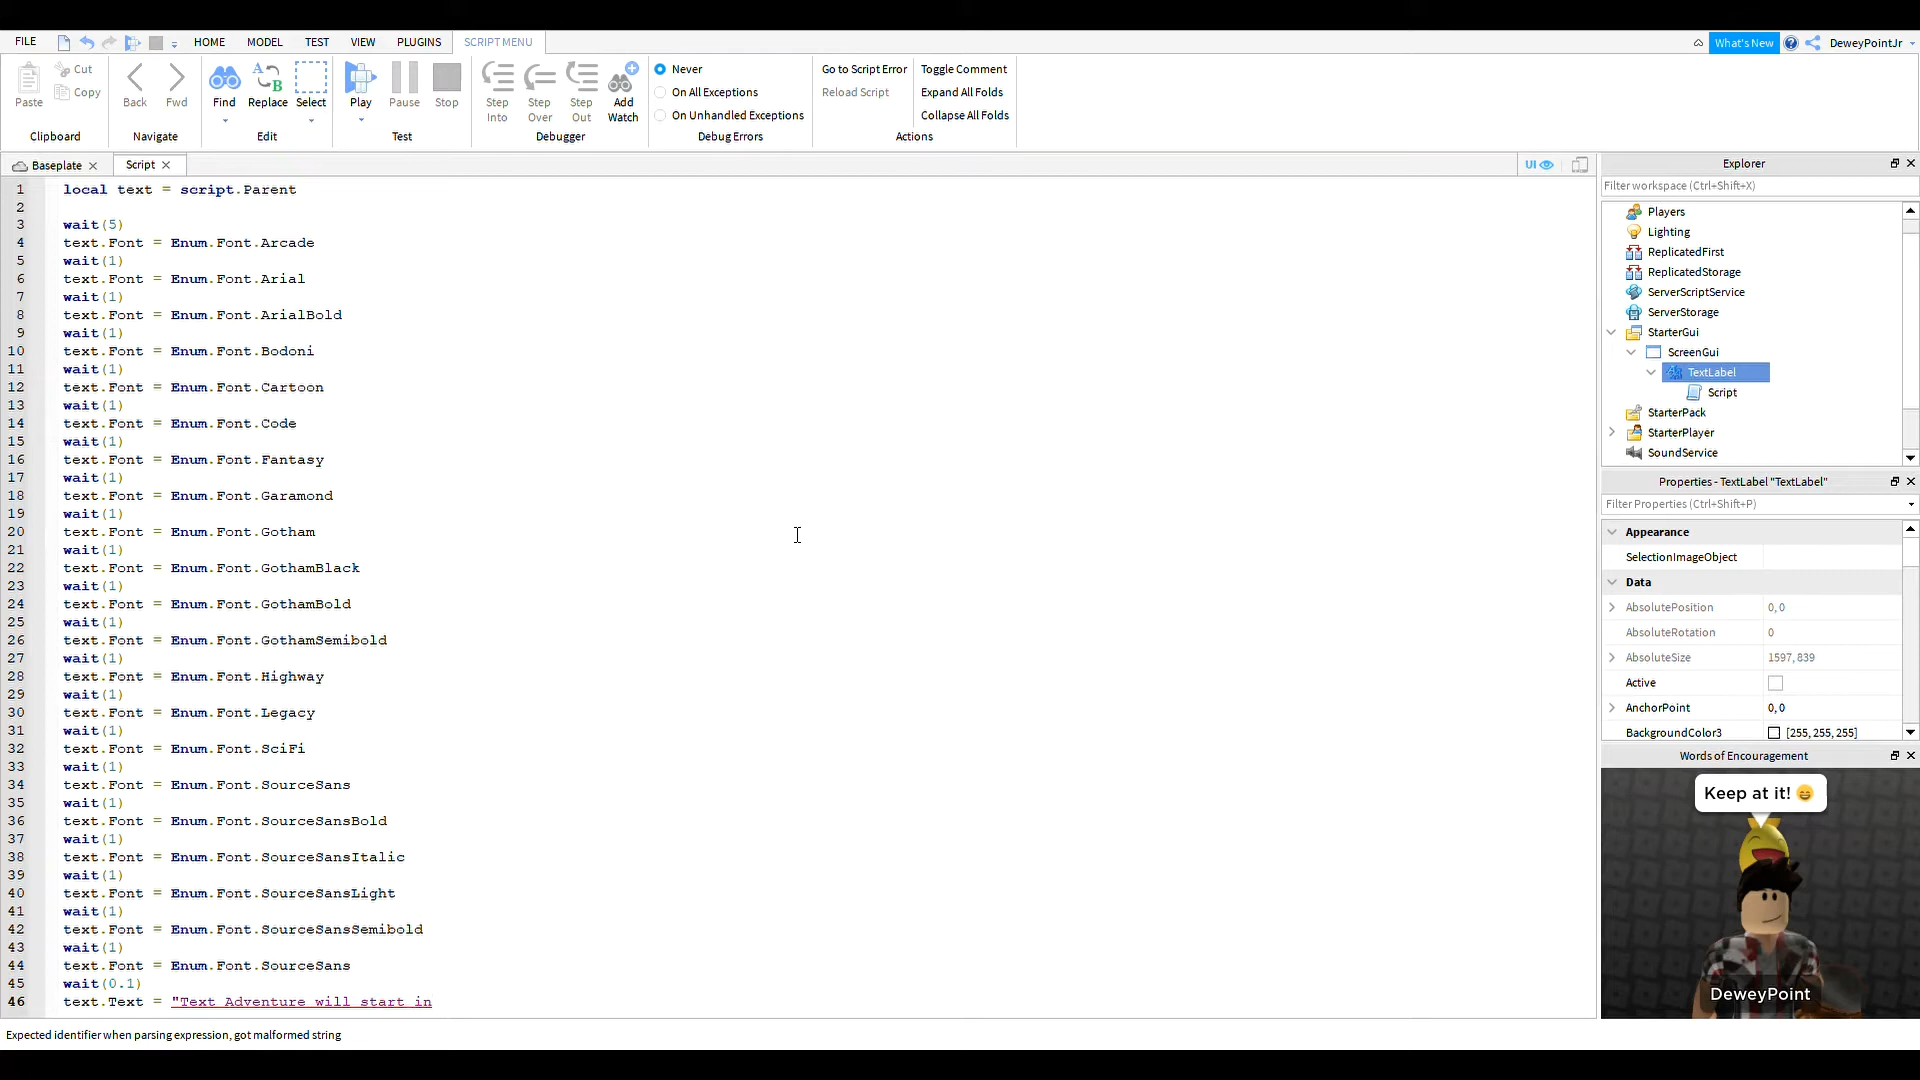 FILE
HOME
MODEL
TEST
VIEW
PLUGINS
SCRIPT MENU
What's New
DeweyPointJr
Paste
Cut
Copy
Clipboard
Back
Fwd
Navigate
Find
Replace
Select
Edit
Play
Pause
Stop
Test
Step Into
Step Over
Step Out
Add Watch
Debugger
Never
On All Exceptions
On Unhandled Exceptions
Debug Errors
Go to Script Error
Reload Script
Toggle Comment
Expand All Folds
Collapse All Folds
Actions
Baseplate
Script
UI
1 local text = script.Parent
2
3 wait(5)
4 text.Font = Enum.Font.Arcade
5 wait(1)
6 text.Font = Enum.Font.Arial
7 wait(1)
8 text.Font = Enum.Font.ArialBold
9 wait(1)
10 text.Font = Enum.Font.Bodoni
11 wait(1)
12 text.Font = Enum.Font.Cartoon
13 wait(1)
14 text.Font = Enum.Font.Code
15 wait(1)
16 text.Font = Enum.Font.Fantasy
17 wait(1)
18 text.Font = Enum.Font.Garamond
19 wait(1)
20 text.Font = Enum.Font.Gotham
21 wait(1)
22 text.Font = Enum.Font.GothamBlack
23 wait(1)
24 text.Font = Enum.Font.GothamBold
25 wait(1)
26 text.Font = Enum.Font.GothamSemibold
27 wait(1)
28 text.Font = Enum.Font.Highway
29 wait(1)
30 text.Font = Enum.Font.Legacy
31 wait(1)
32 text.Font = Enum.Font.SciFi
33 wait(1)
34 text.Font = Enum.Font.SourceSans
35 wait(1)
36 text.Font = Enum.Font.SourceSansBold
37 wait(1)
38 text.Font = Enum.Font.SourceSansItalic
39 wait(1)
40 text.Font = Enum.Font.SourceSansLight
41 wait(1)
42 text.Font = Enum.Font.SourceSansSemibold
43 wait(1)
44 text.Font = Enum.Font.SourceSans
45 wait(0.1)
46 text.Text = "Text Adventure will start in
Expected identifier when parsing expression, got malformed string
Explorer
Filter workspace (Ctrl+Shift+X)
Players
Lighting
ReplicatedFirst
ReplicatedStorage
ServerScriptService
ServerStorage
StarterGui
ScreenGui
TextLabel
Script
StarterPack
StarterPlayer
SoundService
Properties - TextLabel "TextLabel"
Filter Properties (Ctrl+Shift+P)
Appearance
SelectionImageObject
Data
AbsolutePosition 0, 0
AbsoluteRotation 0
AbsoluteSize 1597, 839
Active
AnchorPoint 0, 0
BackgroundColor3 [255, 255, 255]
Words of Encouragement
Keep at it! 😄
DeweyPoint